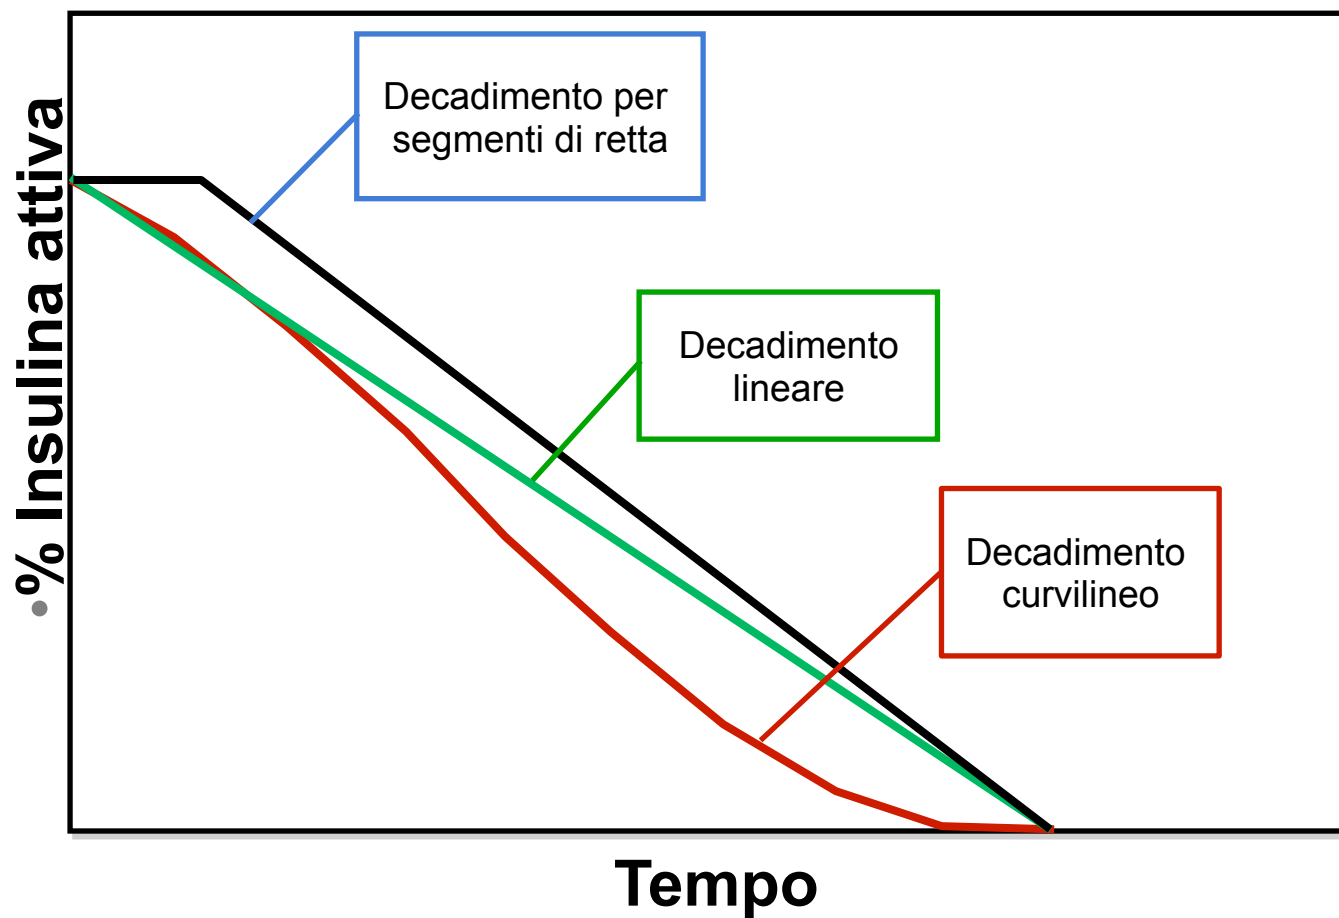 Decadimento per
segmenti di retta
•% Insulina attiva
Decadimento
lineare
Decadimento
curvilineo
Tempo